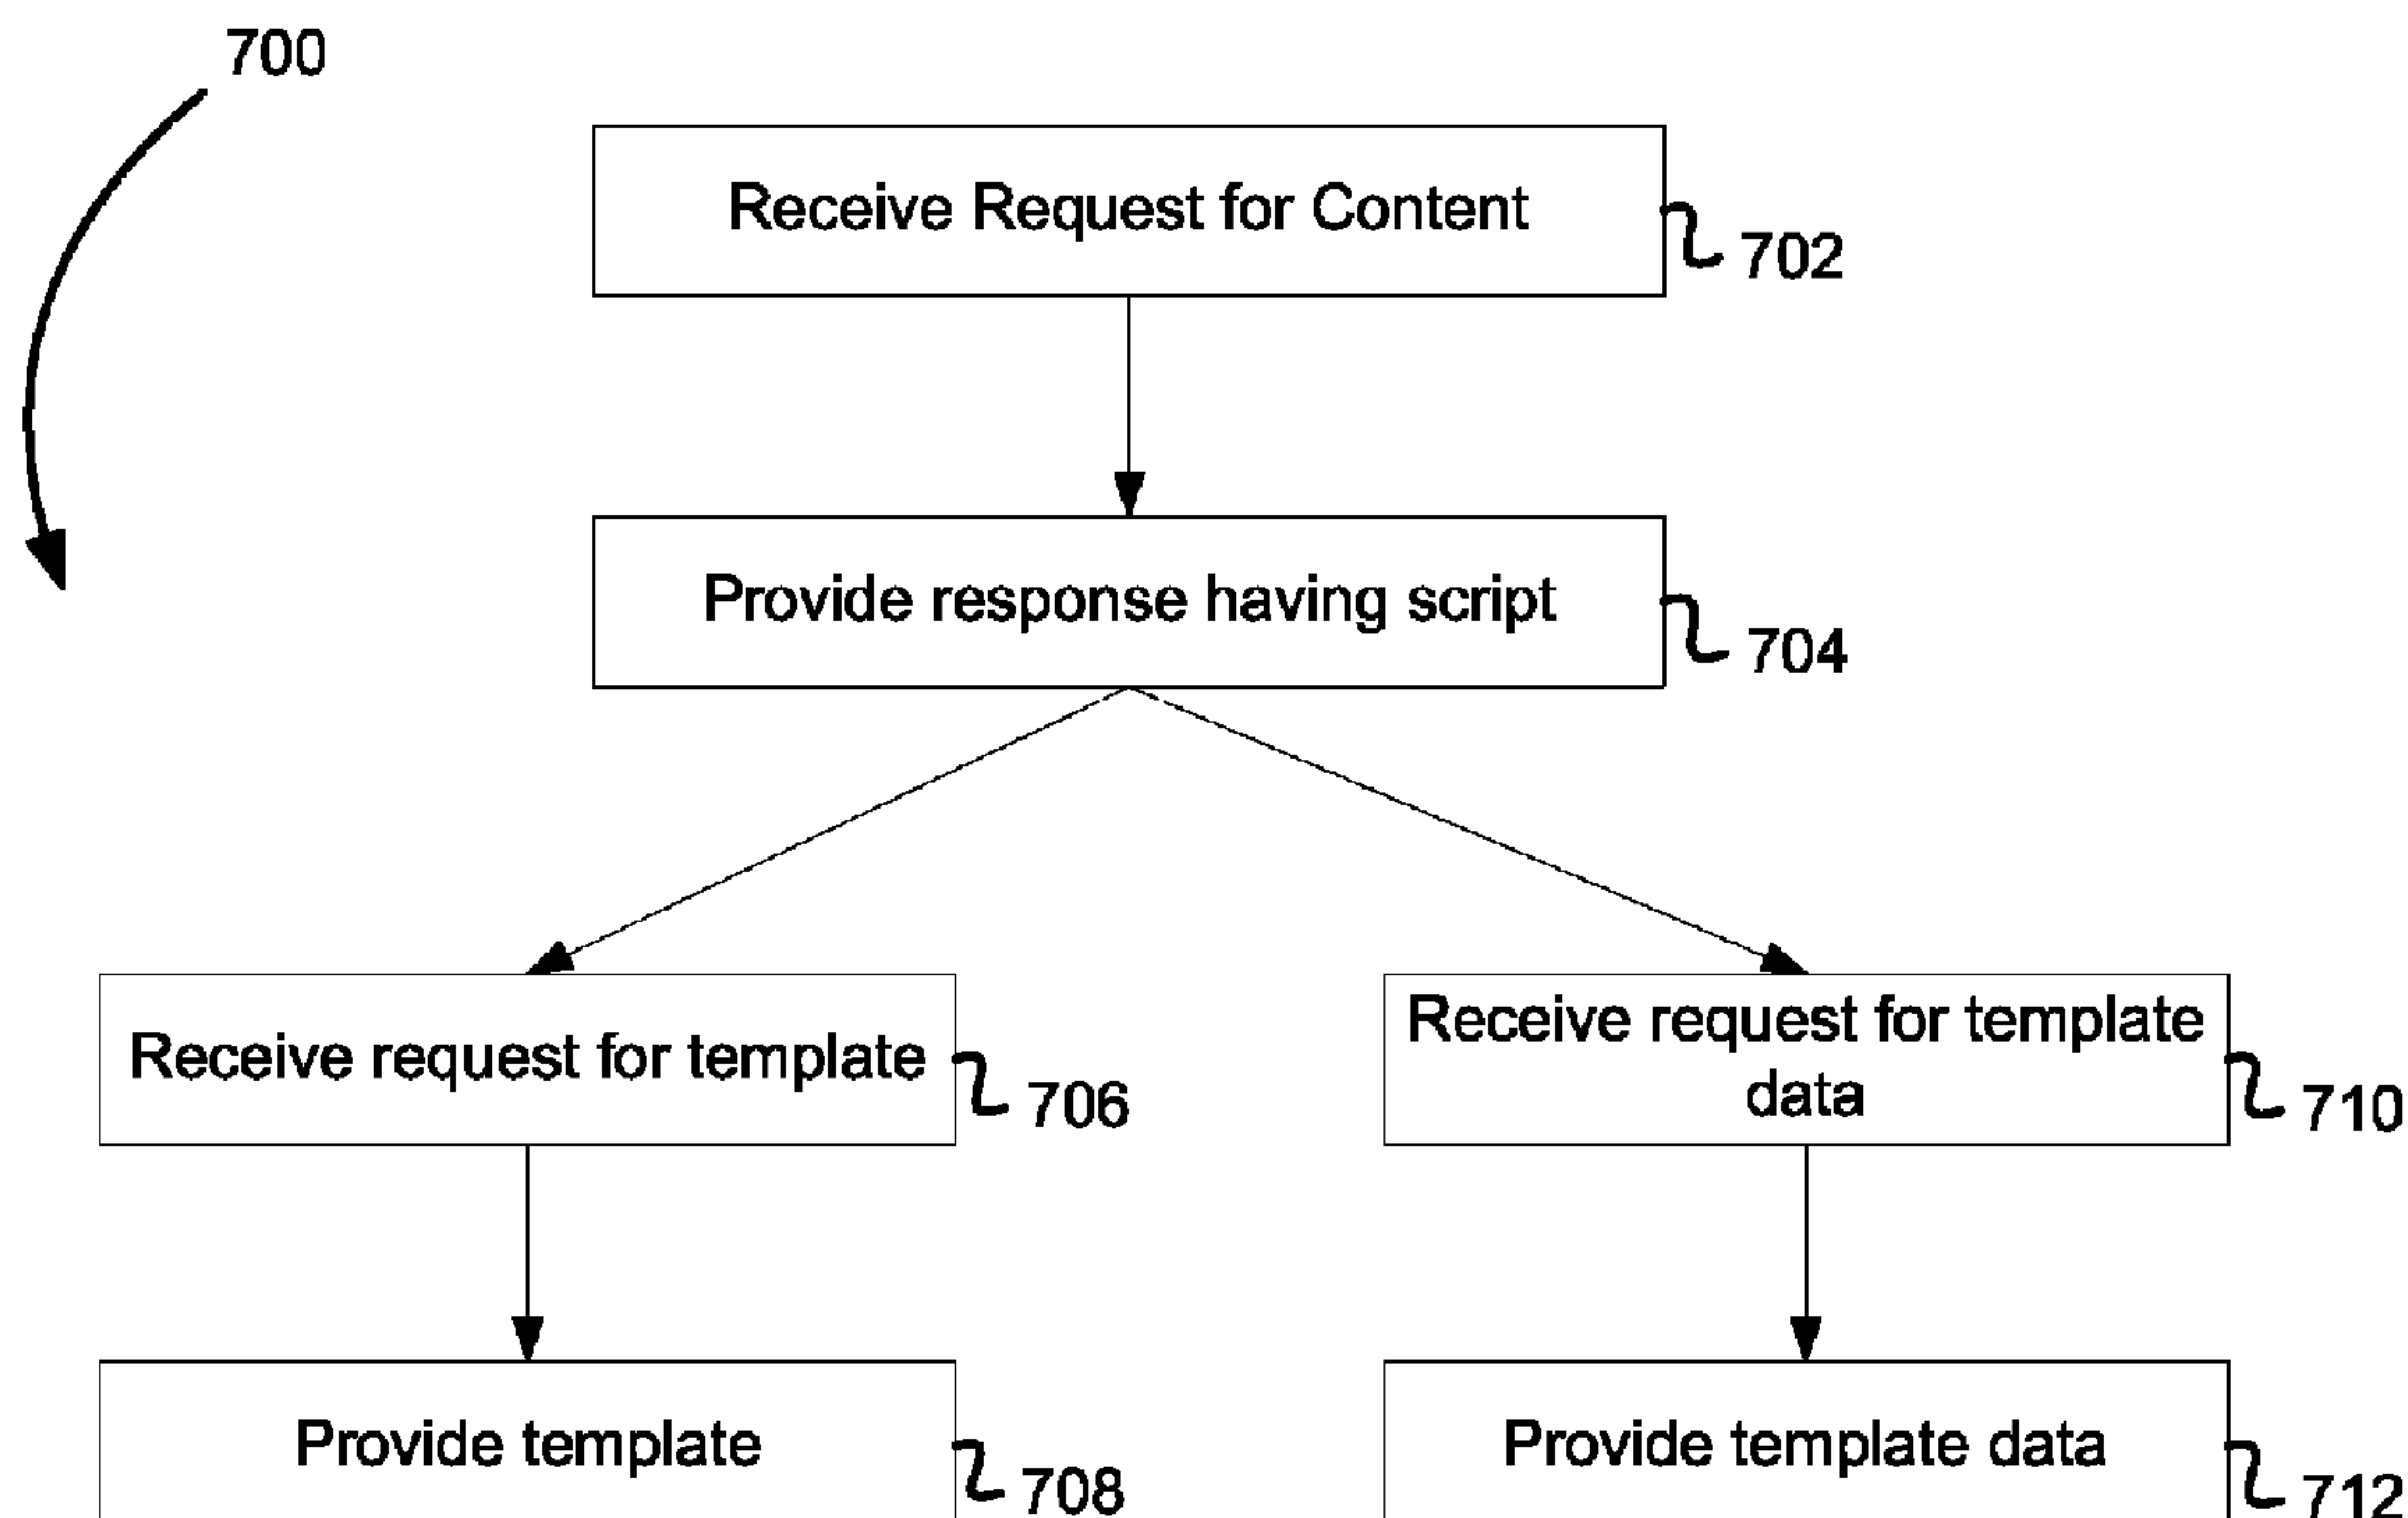 700
Receive Request for Content
702
Provide response having script
704
Receive request for template
706
Receive request for template
data
710
Provide template
708
Provide template data
712